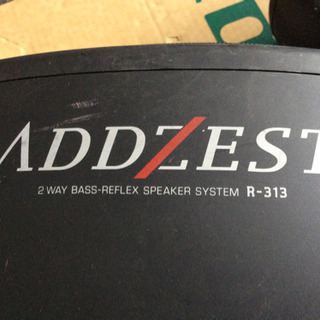 ADDZEST
2 WAY BASS-REFLEX SPEAKER SYSTEM R-313